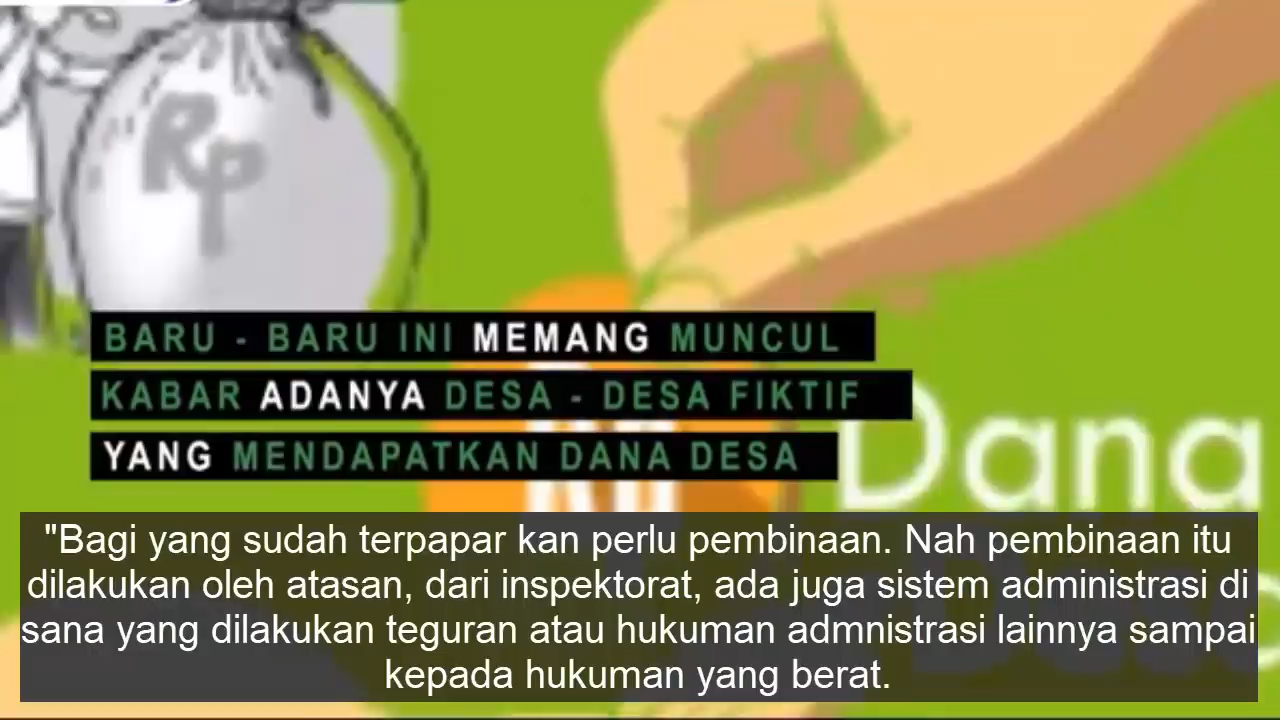 Rp
BARU - BARU INI MEMANG MUNCUL
KABAR ADANYA DESA - DESA FIKTIF
YANG MENDAPATKAN DANA DESA
Dana
"Bagi yang sudah terpapar kan perlu pembinaan. Nah pembinaan itu
dilakukan oleh atasan, dari inspektorat, ada juga sistem administrasi di
sana yang dilakukan teguran atau hukuman admnistrasi lainnya sampai
kepada hukuman yang berat.